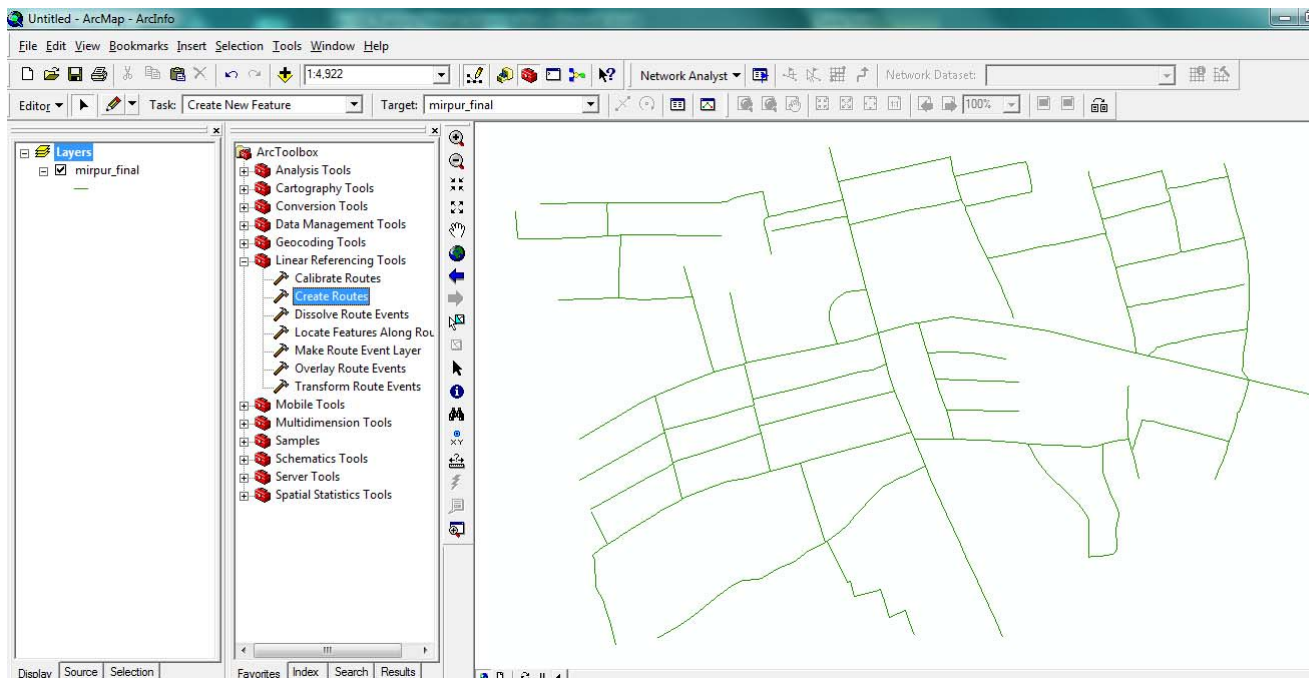 Untitled - ArcMap - ArcInfo
File Edit View Bookmarks Insert Selection Tools Window Help
1:4,922
Network Analyst
Network Dataset:
Editor
Task: Create New Feature
Target: mirpur_final
100%
Layers
mirpur_final
ArcToolbox
Analysis Tools
Cartography Tools
Conversion Tools
Data Management Tools
Geocoding Tools
Linear Referencing Tools
Calibrate Routes
Create Routes
Dissolve Route Events
Locate Features Along Rou
Make Route Event Layer
Overlay Route Events
Transform Route Events
Mobile Tools
Multidimension Tools
Samples
Schematics Tools
Server Tools
Spatial Statistics Tools
Display Source Selection
Favorites Index Search Results